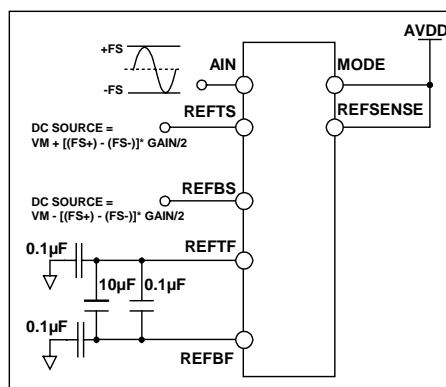 AVDD
+FS
-FS
AIN
MODE
REFTS
REFSENSE
DC SOURCE =
VM + [(FS+) - (FS-)]* GAIN/2
REFBS
DC SOURCE =
VM - [(FS+) - (FS-)]* GAIN/2
REFTF
0.1µF
10µF
0.1µF
0.1µF
REFBF